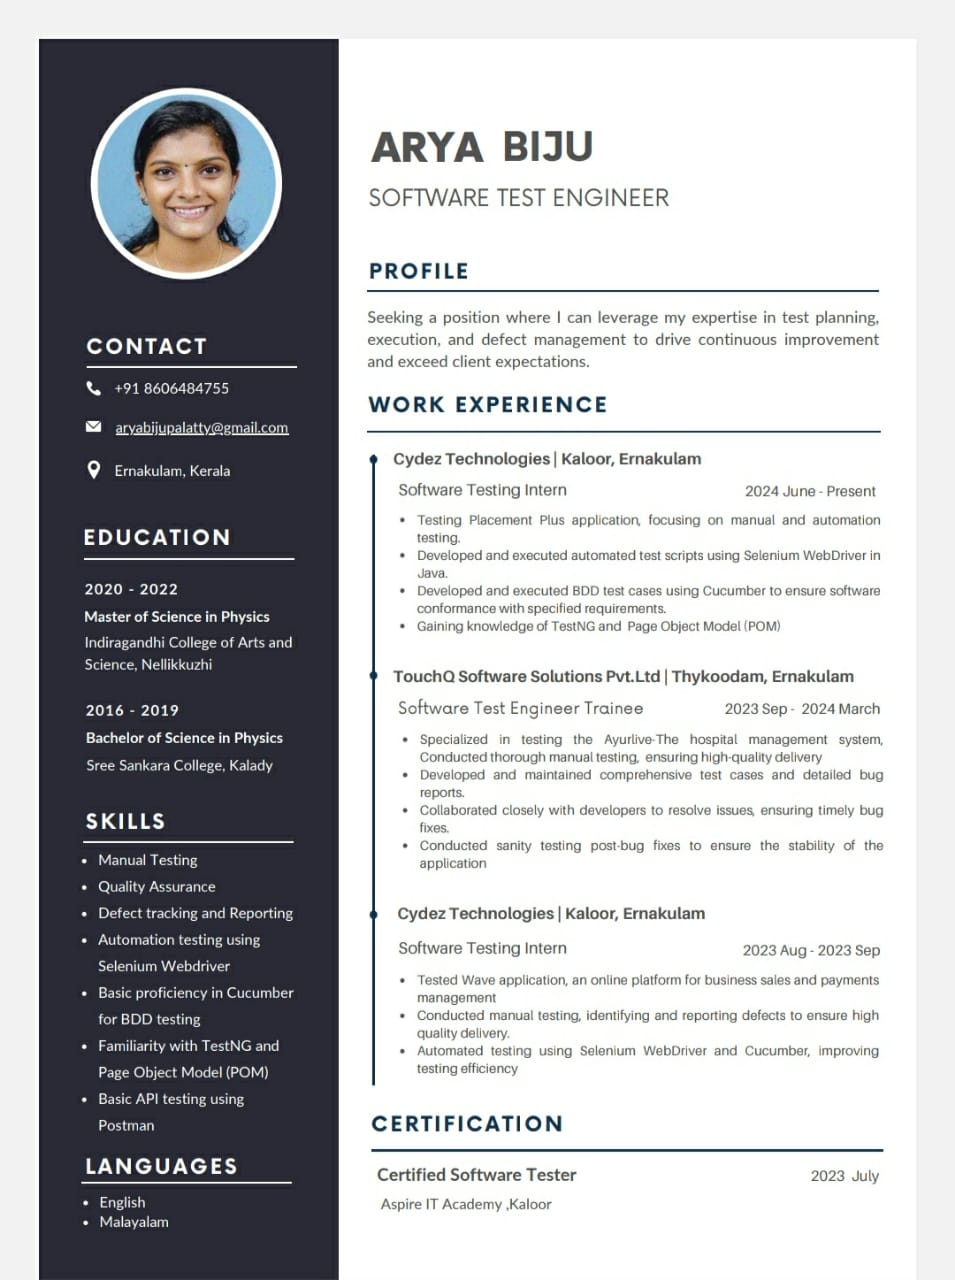 ARYA BIJU
SOFTWARE TEST ENGINEER
CONTACT
+91 8606484755
aryabijupalatty@gmail.com
Ernakulam, Kerala
EDUCATION
2020 - 2022
Master of Science in Physics
Indiragandhi College of Arts and
Science, Nellikkuzhi
2016 - 2019
Bachelor of Science in Physics
Sree Sankara College, Kalady
SKILLS
• Manual Testing
• Quality Assurance
• Defect tracking and Reporting
• Automation testing using
Selenium Webdriver
• Basic proficiency in Cucumber
for BDD testing
• Familiarity with TestNG and
Page Object Model (POM)
• Basic API testing using
Postman
LANGUAGES
• English
• Malayalam
PROFILE
Seeking a position where I can leverage my expertise in test planning,
execution, and defect management to drive continuous improvement
and exceed client expectations.
WORK EXPERIENCE
Cydez Technologies | Kaloor, Ernakulam
Software Testing Intern 2024 June - Present
• Testing Placement Plus application, focusing on manual and automation
testing.
• Developed and executed automated test scripts using Selenium WebDriver in
Java.
• Developed and executed BDD test cases using Cucumber to ensure software
conformance with specified requirements.
• Gaining knowledge of TestNG and Page Object Model (POM)
TouchQ Software Solutions Pvt.Ltd | Thykoodam, Ernakulam
Software Test Engineer Trainee 2023 Sep - 2024 March
• Specialized in testing the Ayurlive-The hospital management system,
Conducted thorough manual testing, ensuring high-quality delivery
• Developed and maintained comprehensive test cases and detailed bug
reports.
• Collaborated closely with developers to resolve issues, ensuring timely bug
fixes.
• Conducted sanity testing post-bug fixes to ensure the stability of the
application
Cydez Technologies | Kaloor, Ernakulam
Software Testing Intern 2023 Aug - 2023 Sep
• Tested Wave application, an online platform for business sales and payments
management
• Conducted manual testing, identifying and reporting defects to ensure high
quality delivery.
• Automated testing using Selenium WebDriver and Cucumber, improving
testing efficiency
CERTIFICATION
Certified Software Tester 2023 July
Aspire IT Academy ,Kaloor